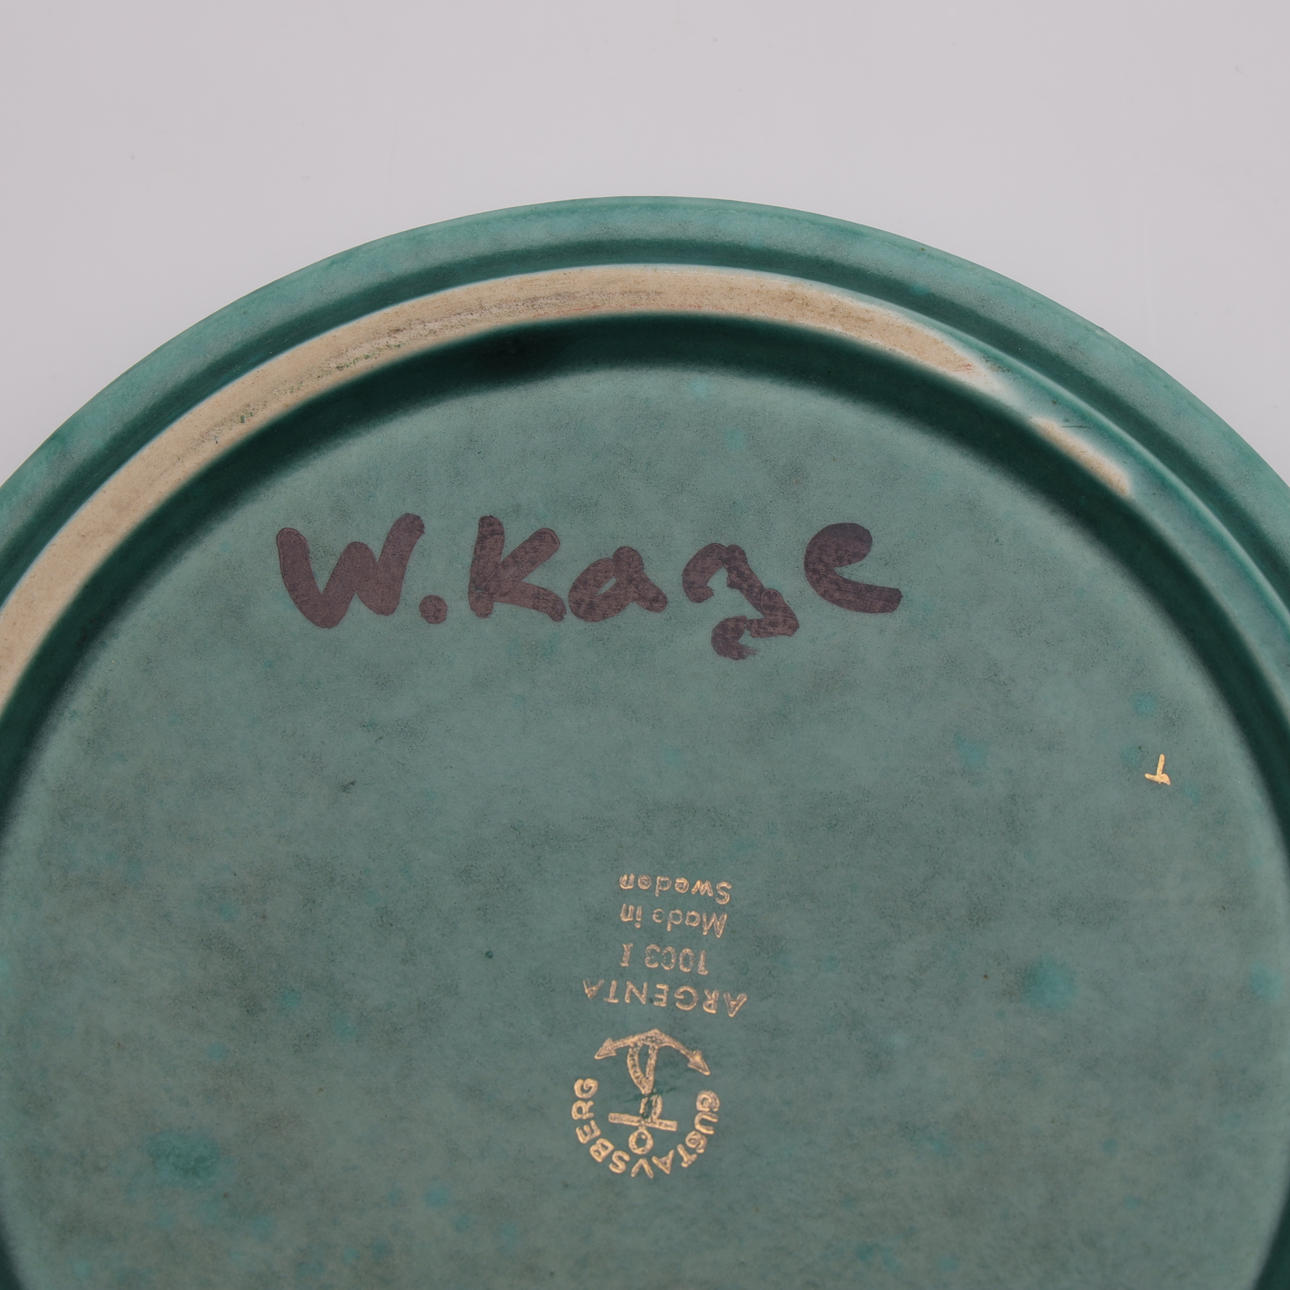 W.Kage
GUSTAVSBERG
ARGENTA
1003 I
Made in
Sweden